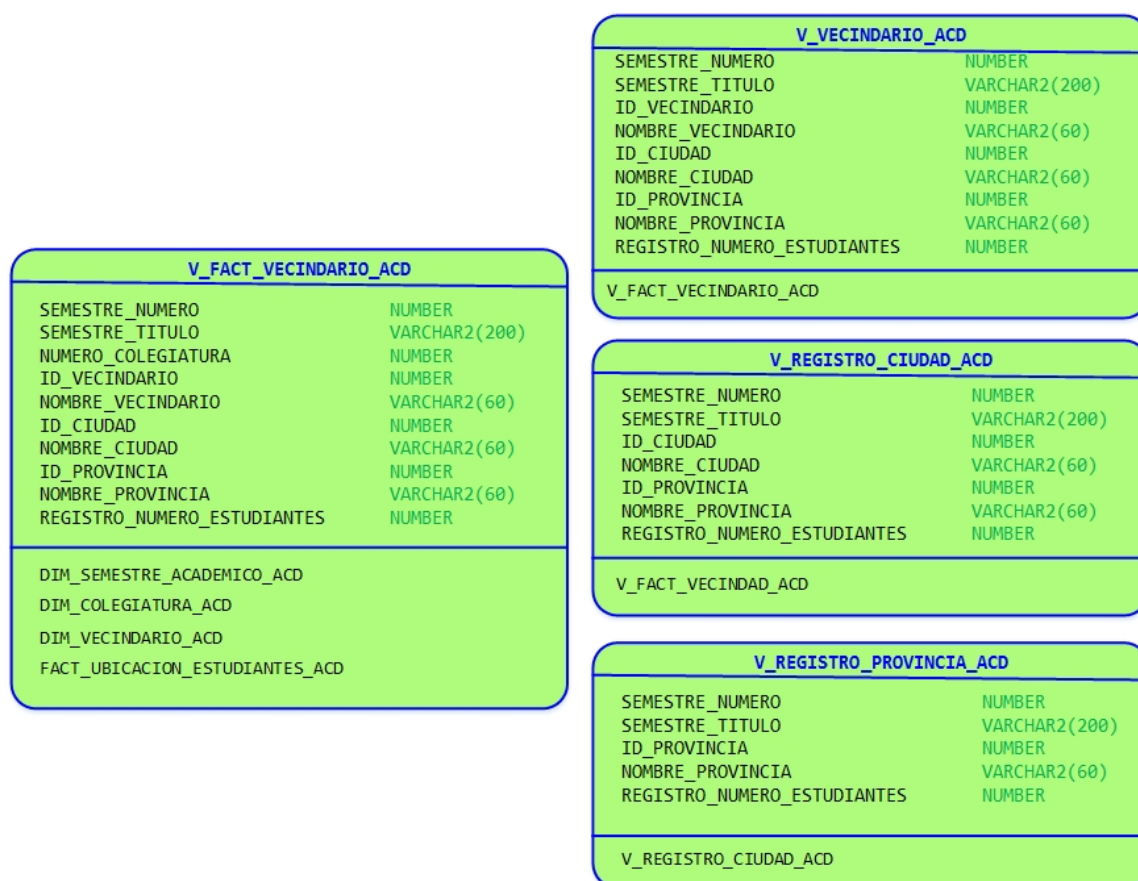 V_FACT_VECINDARIO_ACD
SEMESTRE_NUMERO NUMBER
SEMESTRE_TITULO VARCHAR2(200)
NUMERO_COLEGIATURA NUMBER
ID_VECINDARIO NUMBER
NOMBRE_VECINDARIO VARCHAR2(60)
ID_CIUDAD NUMBER
NOMBRE_CIUDAD VARCHAR2(60)
ID_PROVINCIA NUMBER
NOMBRE_PROVINCIA VARCHAR2(60)
REGISTRO_NUMERO_ESTUDIANTES NUMBER
DIM_SEMESTRE_ACADEMICO_ACD
DIM_COLEGIATURA_ACD
DIM_VECINDARIO_ACD
FACT_UBICACION_ESTUDIANTES_ACD
V_VECINDARIO_ACD
SEMESTRE_NUMERO NUMBER
SEMESTRE_TITULO VARCHAR2(200)
ID_VECINDARIO NUMBER
NOMBRE_VECINDARIO VARCHAR2(60)
ID_CIUDAD NUMBER
NOMBRE_CIUDAD VARCHAR2(60)
ID_PROVINCIA NUMBER
NOMBRE_PROVINCIA VARCHAR2(60)
REGISTRO_NUMERO_ESTUDIANTES NUMBER
V_FACT_VECINDARIO_ACD
V_REGISTRO_CIUDAD_ACD
SEMESTRE_NUMERO NUMBER
SEMESTRE_TITULO VARCHAR2(200)
ID_CIUDAD NUMBER
NOMBRE_CIUDAD VARCHAR2(60)
ID_PROVINCIA NUMBER
NOMBRE_PROVINCIA VARCHAR2(60)
REGISTRO_NUMERO_ESTUDIANTES NUMBER
V_FACT_VECINDAD_ACD
V_REGISTRO_PROVINCIA_ACD
SEMESTRE_NUMERO NUMBER
SEMESTRE_TITULO VARCHAR2(200)
ID_PROVINCIA NUMBER
NOMBRE_PROVINCIA VARCHAR2(60)
REGISTRO_NUMERO_ESTUDIANTES NUMBER
V_REGISTRO_CIUDAD_ACD